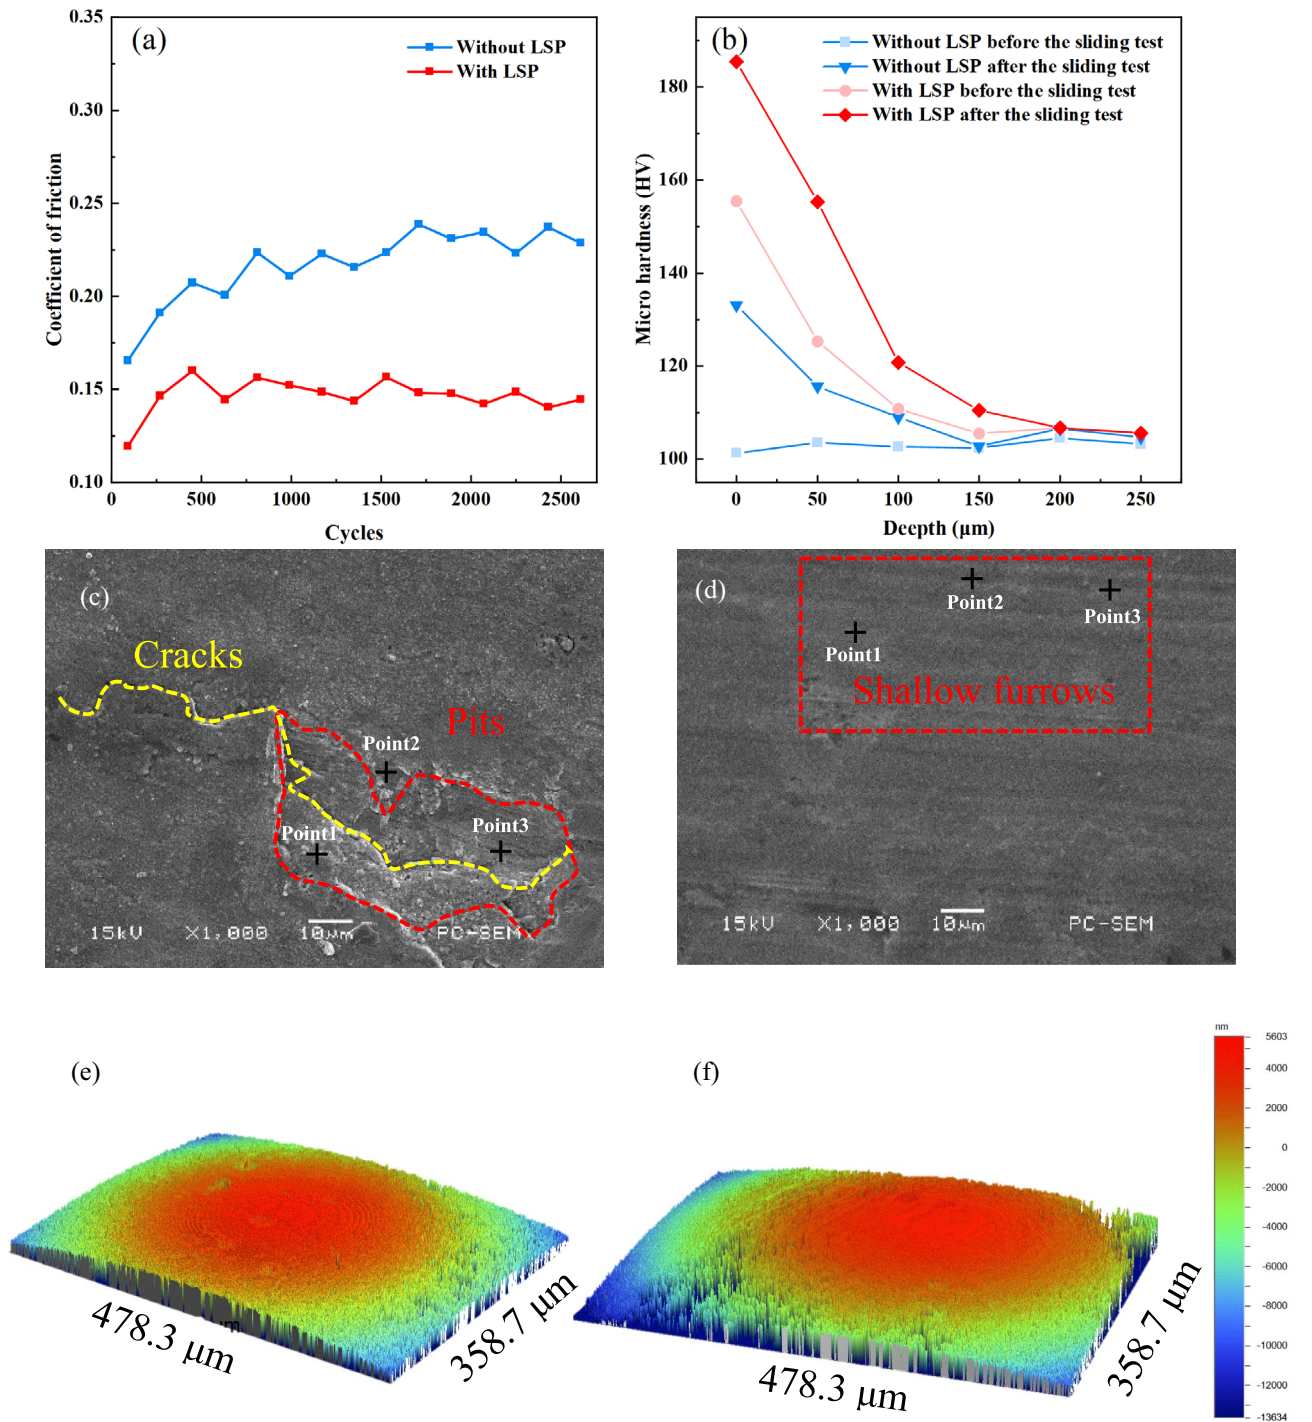 (a)
Without LSP
With LSP
0.35
0.30
0.25
0.20
0.15
0.10
Coefficient of friction
0
500
1000
1500
2000
2500
Cycles
(b)
Without LSP before the sliding test
Without LSP after the sliding test
With LSP before the sliding test
With LSP after the sliding test
180
160
140
120
100
Micro hardness (HV)
0
50
100
150
200
250
Decpth (μm)
(c)
Cracks
Pits
Point2
Point1
Point3
15kV X1,000 10μm PC-SEM
(d)
Point2
Point3
Point1
Shallow furrows
15kV X1,000 10μm PC-SEM
(e)
478.3 μm
358.7 μm
(f)
478.3 μm
358.7 μm
nm
5603
4000
2000
0
-2000
-4000
-6000
-8000
-10000
-12000
-13634